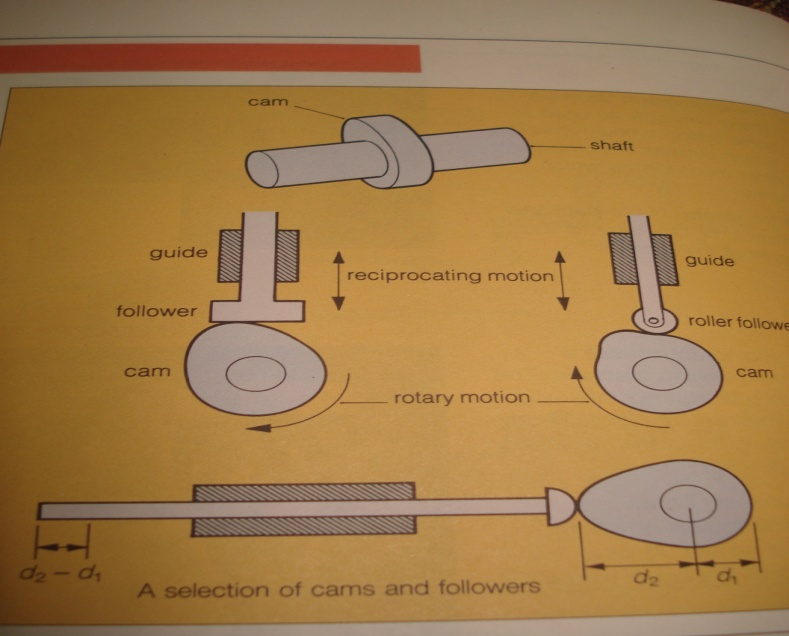 cam
shaft
guide
reciprocating motion
guide
follower
roller
cam
cam
rotary motion
d₂ – d₁
d₂
d₁
A selection of cams and followers